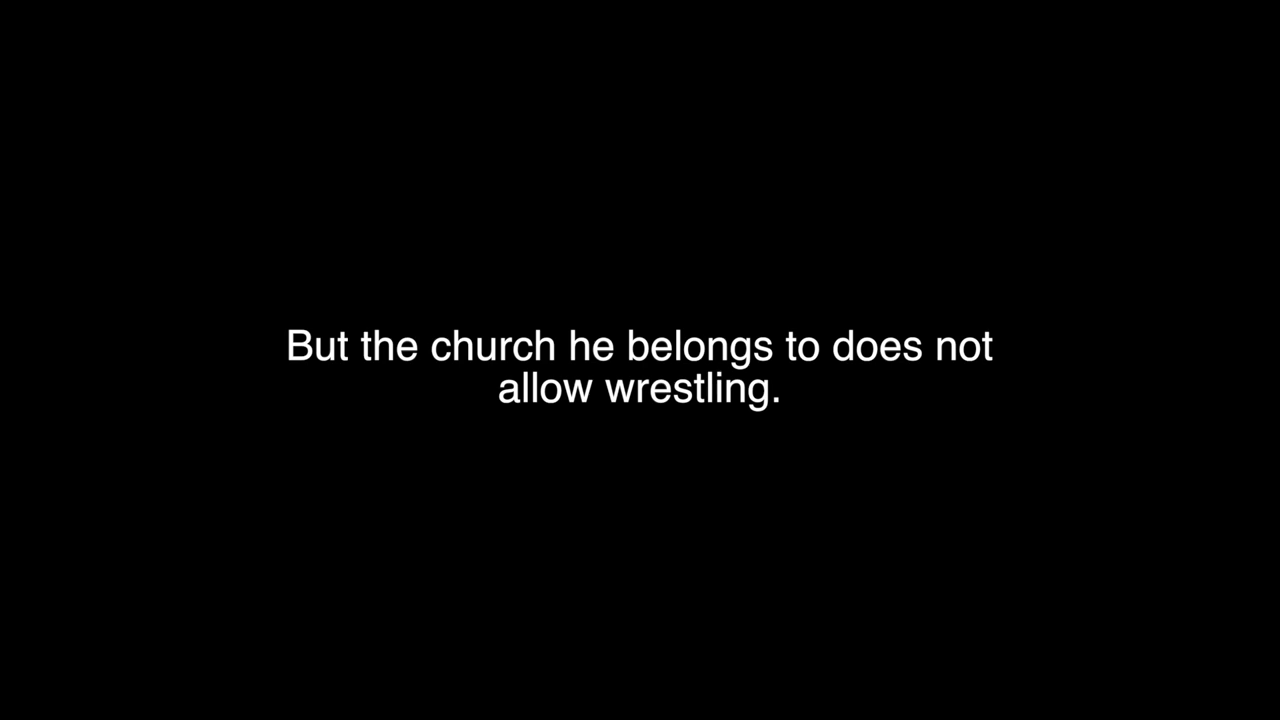 But the church he belongs to does not
allow wrestling.